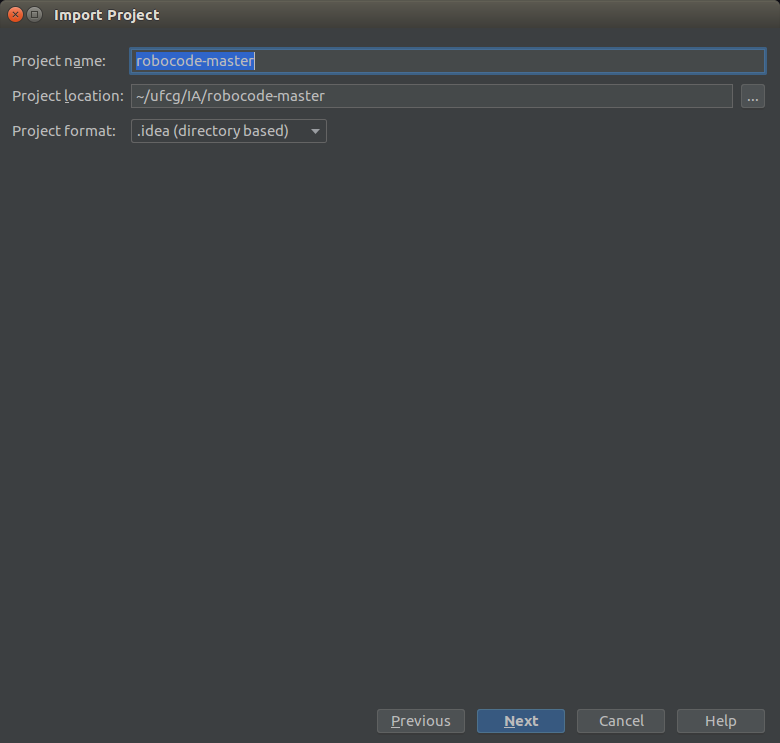 Import Project
Project name: robocode-master
Project location: ~/ufcg/IA/robocode-master ...
Project format: .idea (directory based)
Previous Next Cancel Help